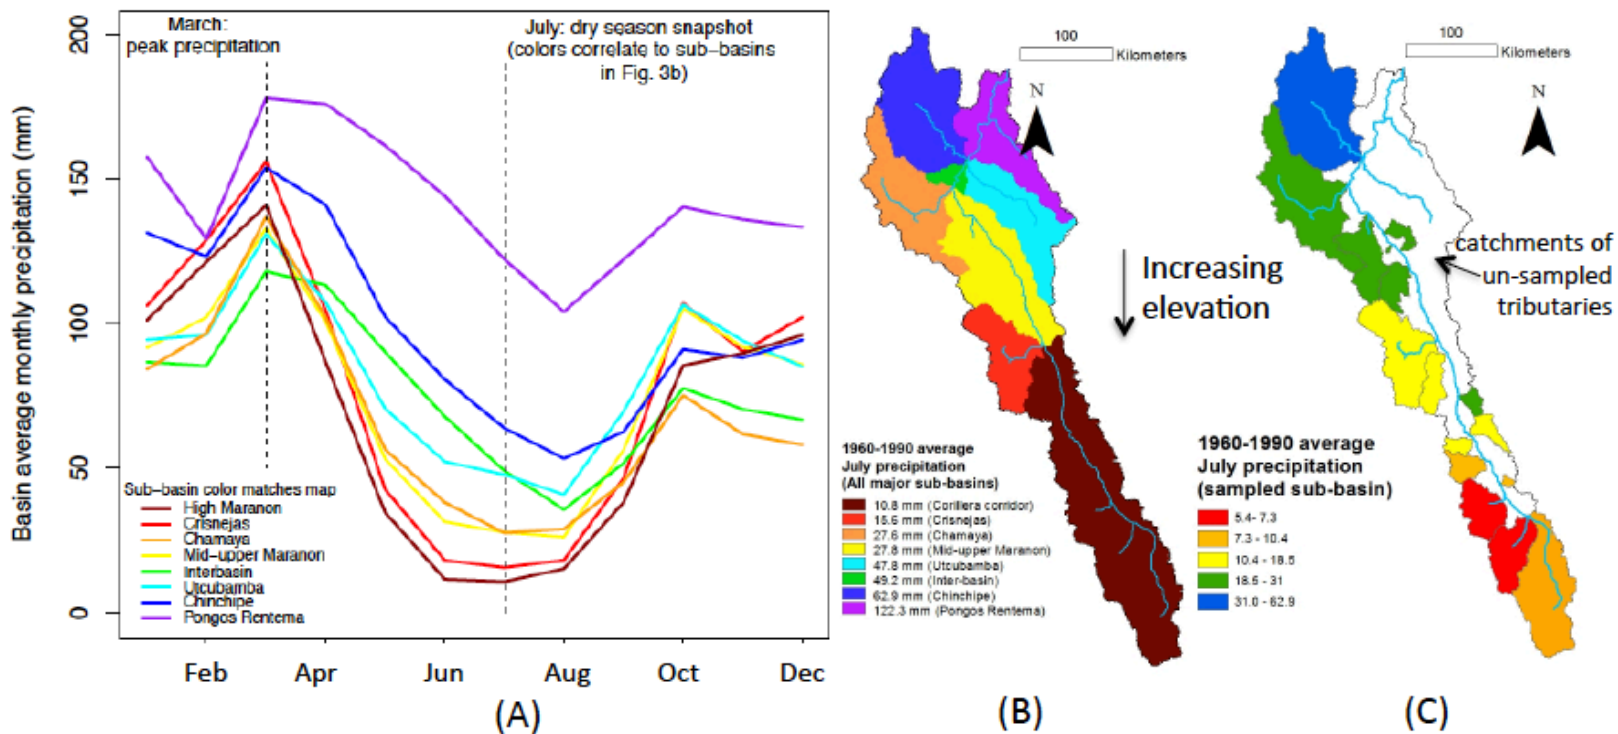 March:
peak precipitation
July: dry season snapshot
(colors correlate to sub-basins
in Fig. 3b)
Basin average monthly precipitation (mm)
200
150
100
50
0
Sub-basin color matches map
High Maranon
Crisnejas
Chamaya
Mid-upper Maranon
Interbasin
Utcubamba
Chinchipe
Pongos Rentema
Feb
Apr
Jun
Aug
Oct
Dec
(A)
100
Kilometers
N
Increasing
elevation
1960-1990 average
July precipitation
(All major sub-basins)
10.8 mm (Corillera corridor)
15.6 mm (Crisnejas)
27.6 mm (Chamaya)
27.8 mm (Mid-upper Maranon)
47.8 mm (Utcubamba)
49.2 mm (Inter-basin)
62.9 mm (Chinchipe)
122.3 mm (Pongos Rentema)
(B)
100
Kilometers
N
catchments of
un-sampled
tributaries
1960-1990 average
July precipitation
(sampled sub-basin)
5.4- 7.3
7.3 - 10.4
10.4 - 18.5
18.5 - 31
31.0 - 62.9
(C)